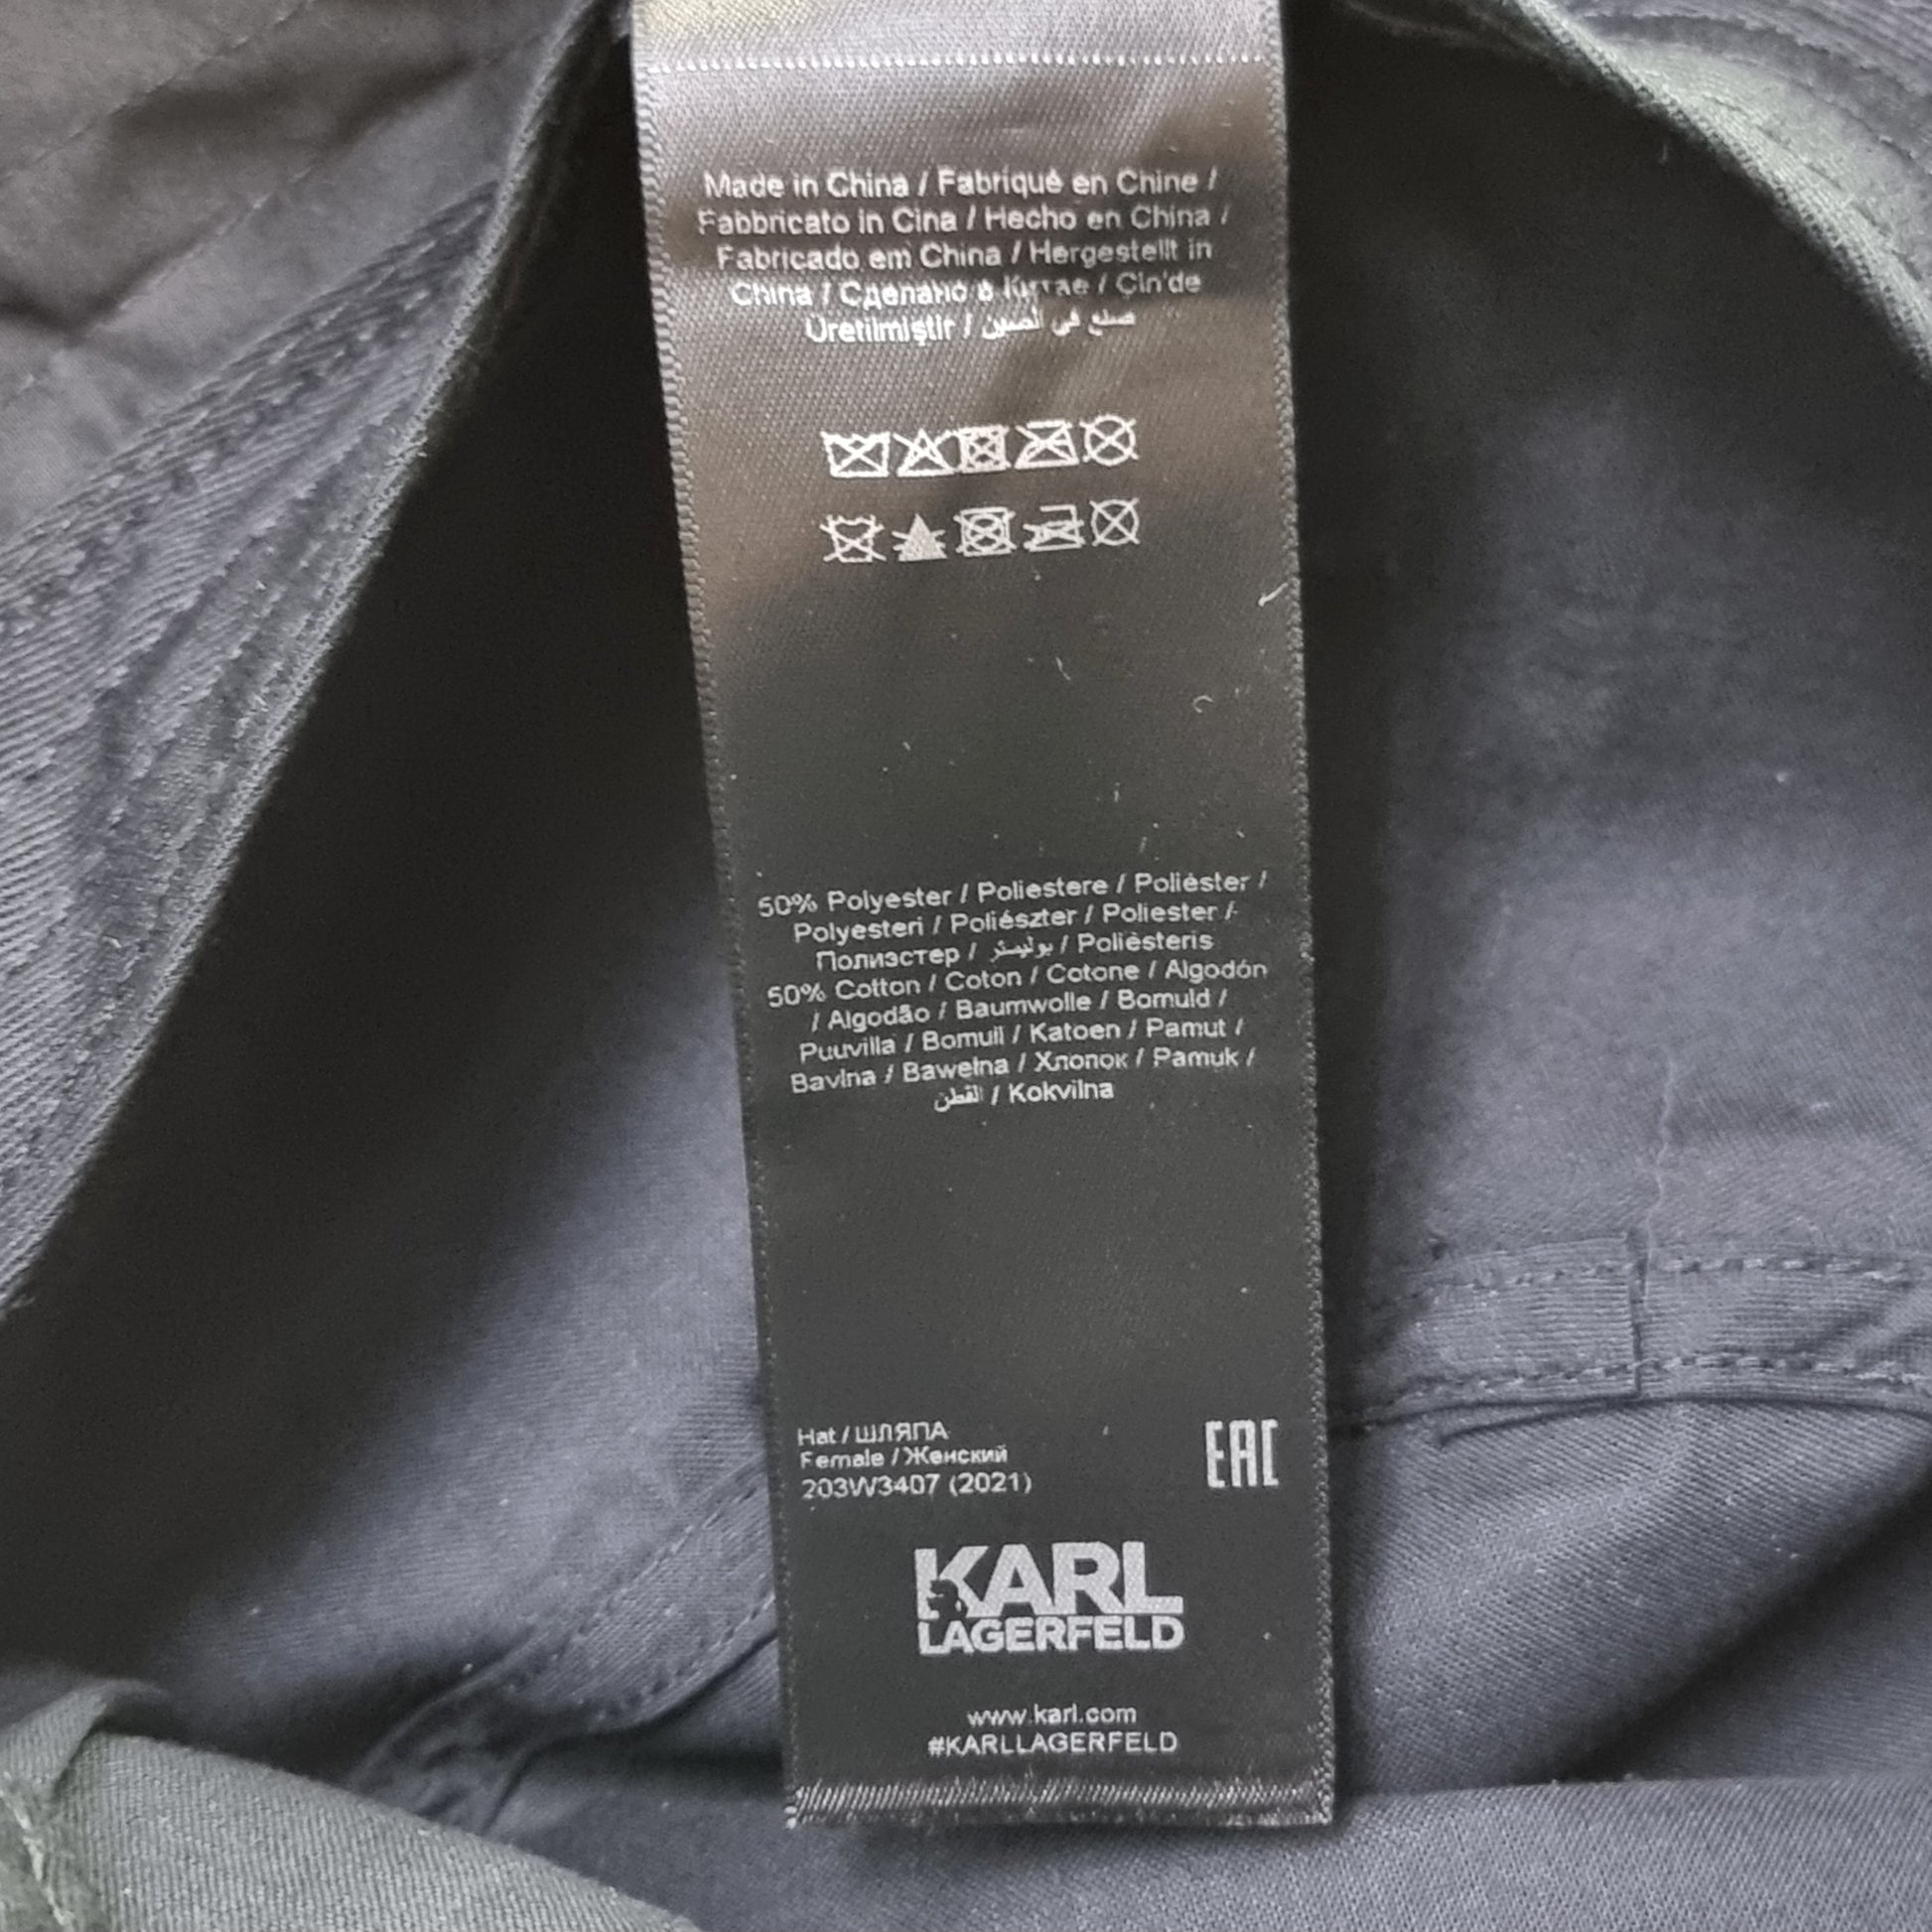 Made in China / Fabriqué en Chine /
Fabbricato in Cina / Hecho en China /
Fabricado em China / Hergestellt in
China / Сделано в Китае / Çin'de
Üretilmiştir / صنع في الصين
50% Polyester / Poliestere / Poliéster /
Polyesteri / Poliészter / Poliester /
Полиэстер / بوليستر / Poliēsteris
50% Cotton / Coton / Cotone / Algodón
/ Algodão / Baumwolle / Bomuld /
Puuvilla / Bomull / Katoen / Pamut /
Bavlna / Bawełna / Хлопок / Pamuk /
القطن / Kokvilna
Hat / ШЛЯПА
Female / Женский
203W3407 (2021)
EAC
KARL
LAGERFELD
www.karl.com
#KARLLAGERFELD